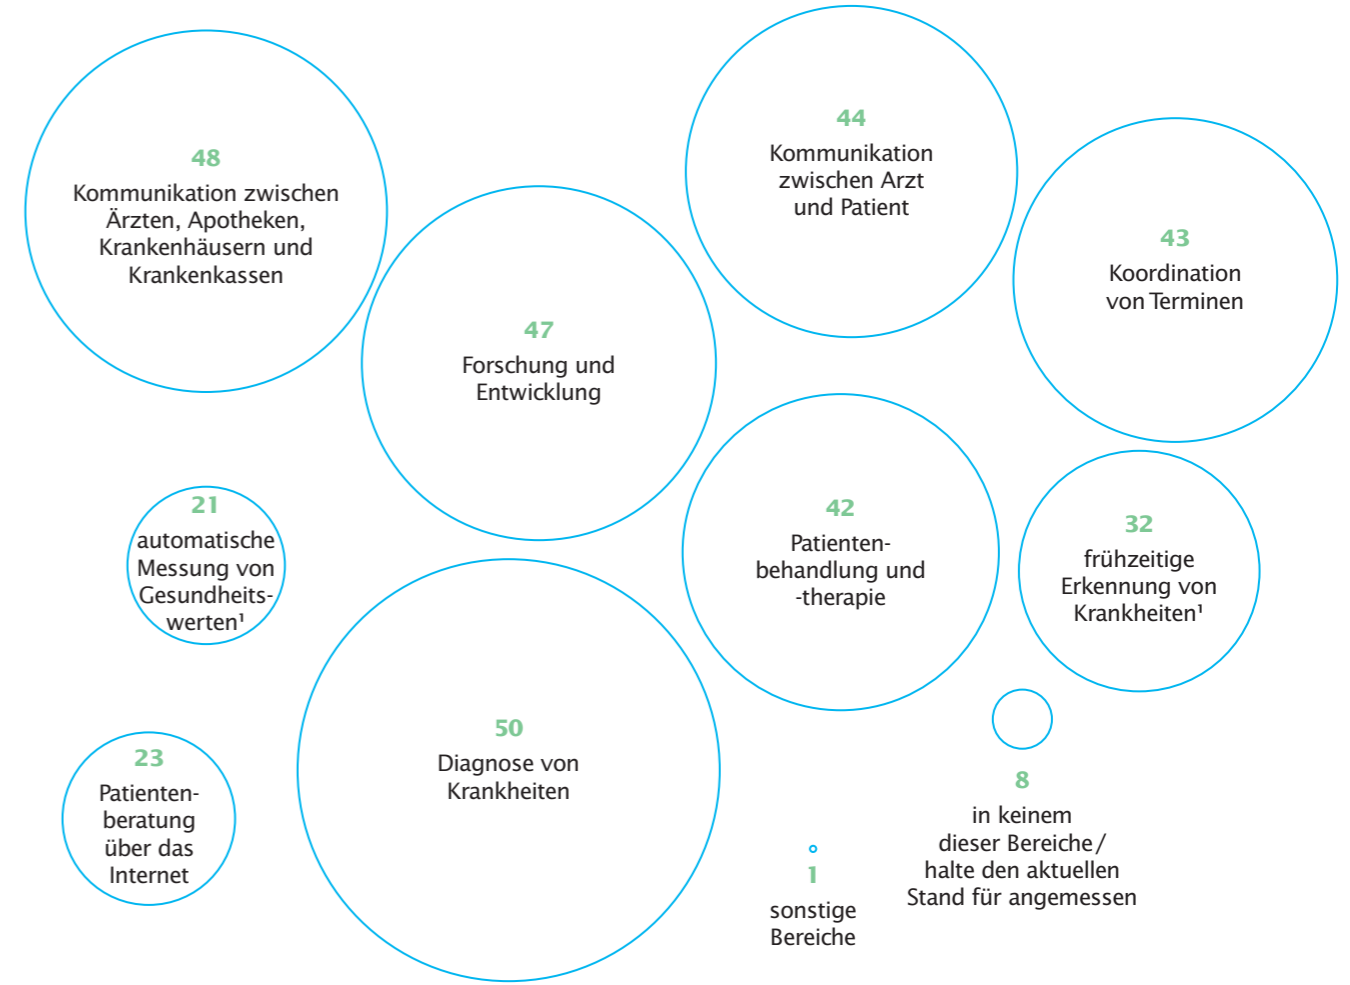 48
Kommunikation zwischen
Ärzten, Apotheken,
Krankenhäusern und
Krankenkassen
44
Kommunikation
zwischen Arzt
und Patient
43
Koordination
von Terminen
47
Forschung und
Entwicklung
21
automatische
Messung von
Gesundheits-
werten¹
42
Patienten-
behandlung und
-therapie
32
frühzeitige
Erkennung von
Krankheiten¹
50
Diagnose von
Krankheiten
23
Patienten-
beratung
über das
Internet
1
sonstige
Bereiche
8
in keinem
dieser Bereiche/
halte den aktuellen
Stand für angemessen